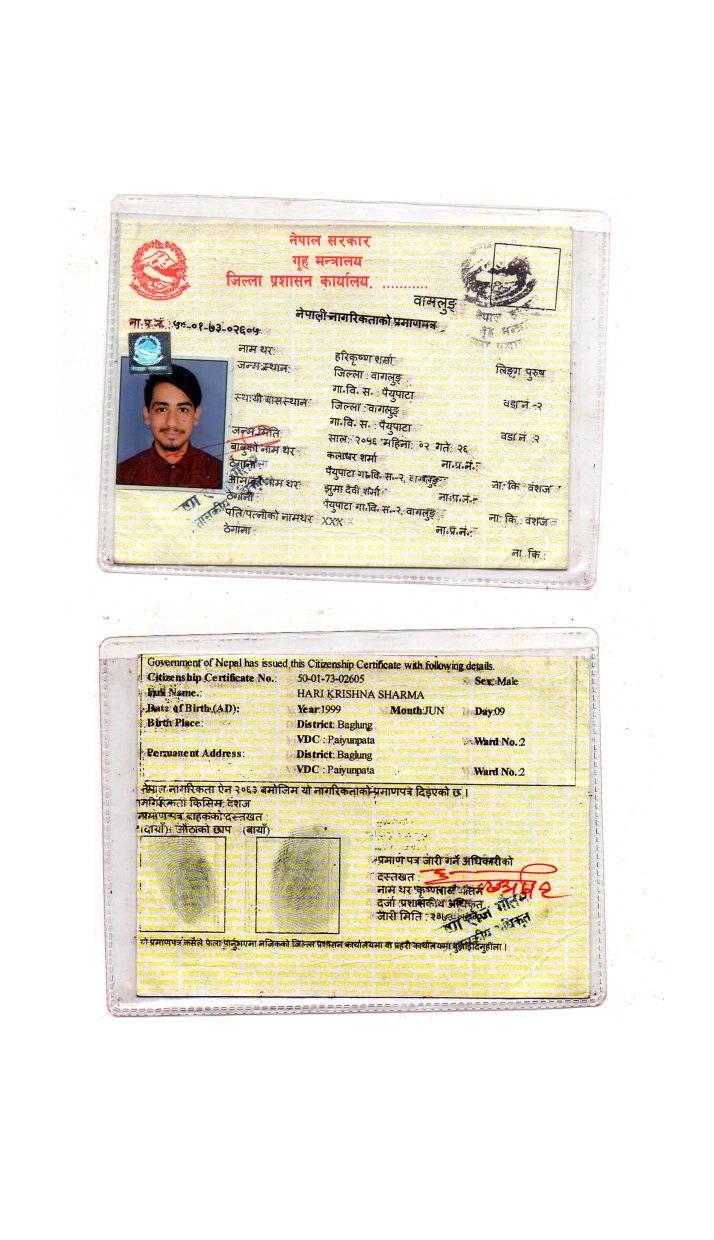 नेपाल सरकार
गृह मन्त्रालय
जिल्ला प्रशासन कार्यालय. ...........
वागलुङ
नेपाली नागरिकताको प्रमाणपत्र
ना.प्र.नं.: ५०-०१-७३-०२६०५
नाम थर: हरिकृष्ण शर्मा लिङ्ग पुरुष
जन्म स्थान: जिल्ला : वागलुङ
गा.वि. स. : पैयुपाटा वडा नं -२
स्थायी बासस्थान: जिल्ला :वागलुङ
गा.वि. स. : पैयुपाटा वडा नं : २
जन्म मिति: साल: २०५६ महिना: ०२ गते: २६
बाबुको नाम थर: कलाधर शर्मा ना.प्र.नं.:
ठेगाना: पैयुपाटा गा.वि. स.-२, वागलुङ ना. कि : वंशज
आमाको नाम थर: झुमा देवी शर्मा ना.प्र.नं.:
ठेगाना: पैयुपाटा गा.वि. स.-२, वागलुङ ना. कि.: वंशज
पति/पत्नीको नामथर : XXX ना.प्र.नं.:
ठेगाना
ना. कि.:
Government of Nepal has issued this Citizenship Certificate with following details.
Citizenship Certificate No.: 50-01-73-02605 Sex: Male
Full Name.: HARI KRISHNA SHARMA
Date of Birth(AD): Year:1999 Month:JUN Day:09
Birth Place: District: Baglung
VDC : Paiyunpata Ward No.:2
Permanent Address: District: Baglung
VDC : Paiyunpata Ward No.:2
नेपाल नागरिकता ऐन २०६३ बमोजिम यो नागरिकताको प्रमाणपत्र दिइएको छ।
नागरिकता किसिम: वंशज
प्रमाणपत्र वाहकको दस्तखत
(दायाँ) औंठाको छाप (बायाँ)
प्रमाण पत्र जारी गर्ने अधिकारीको
दस्तखत :
नाम थर
दर्जा :प्रशासकीय अधिकृत
जारी मिति :
यो प्रमाणपत्र कसैले फेला पार्नुभएमा नजिकको जिल्ला प्रशासन कार्यालयमा वा प्रहरी कार्यालयमा बुझाईदिनुहोला।